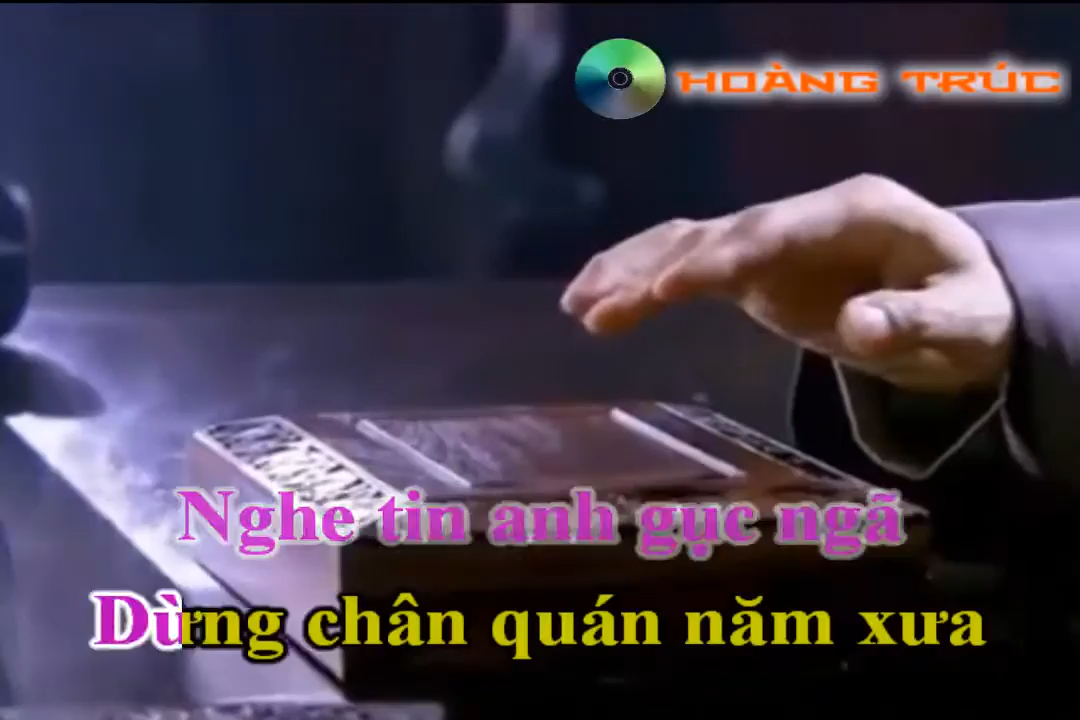 HOÀNG TRÚC
Nghe tin anh gục ngã
Dừng chân quán năm xưa